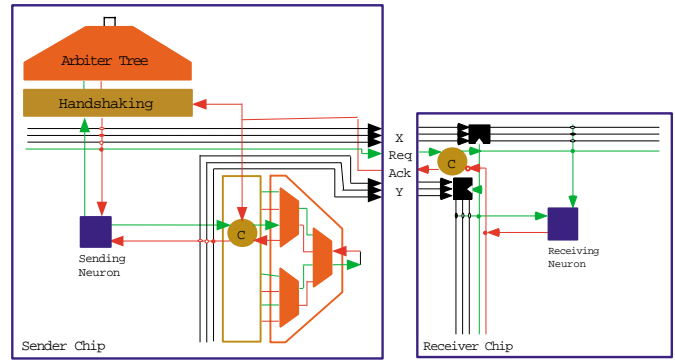 Arbiter Tree
Handshaking
X
Req
Ack
Y
C
C
Sending
Neuron
Receiving
Neuron
Sender Chip
Receiver Chip